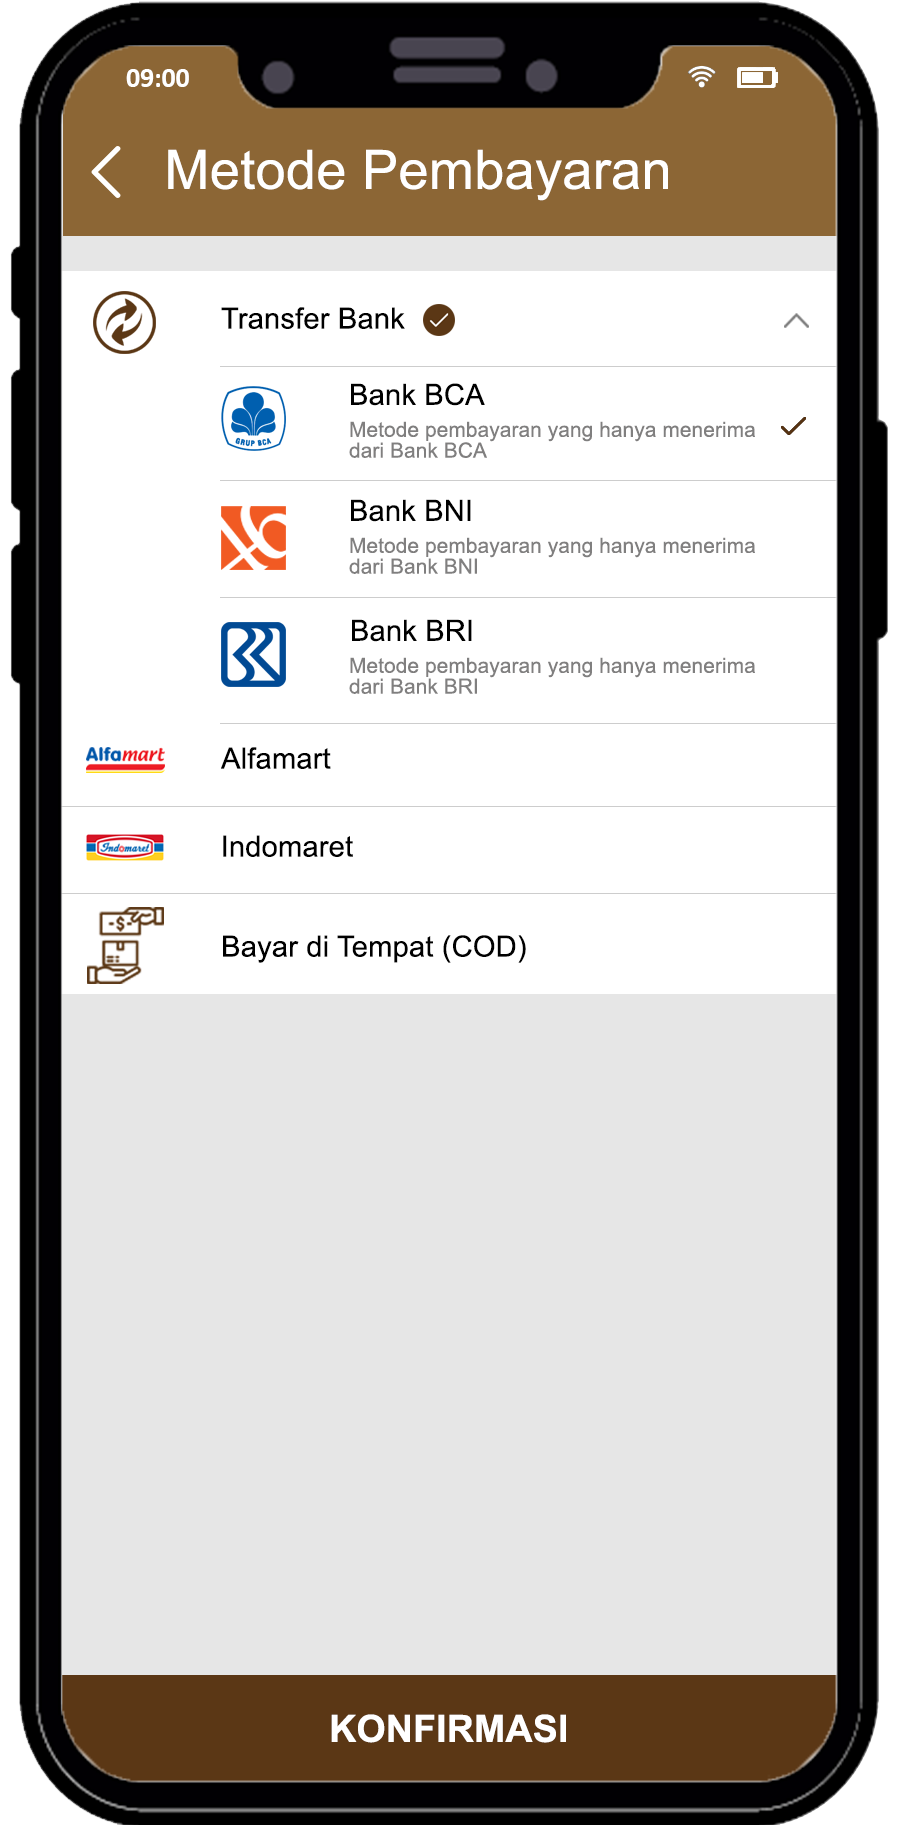 09:00
Metode Pembayaran
Transfer Bank
Bank BCA
Metode pembayaran yang hanya menerima
dari Bank BCA
GRUP BCA
Bank BNI
Metode pembayaran yang hanya menerima
dari Bank BNI
Bank BRI
Metode pembayaran yang hanya menerima
dari Bank BRI
Alfamart
Alfamart
Indomaret
Indomaret
$
Bayar di Tempat (COD)
KONFIRMASI